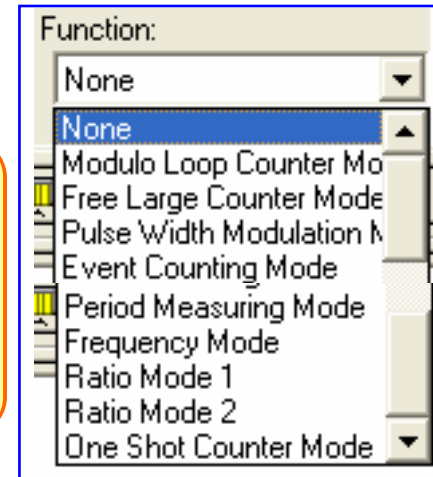 Function:
None
None
Modulo Loop Counter Mo
Free Large Counter Mode
Pulse Width Modulation M
Event Counting Mode
Period Measuring Mode
Frequency Mode
Ratio Mode 1
Ratio Mode 2
One Shot Counter Mode